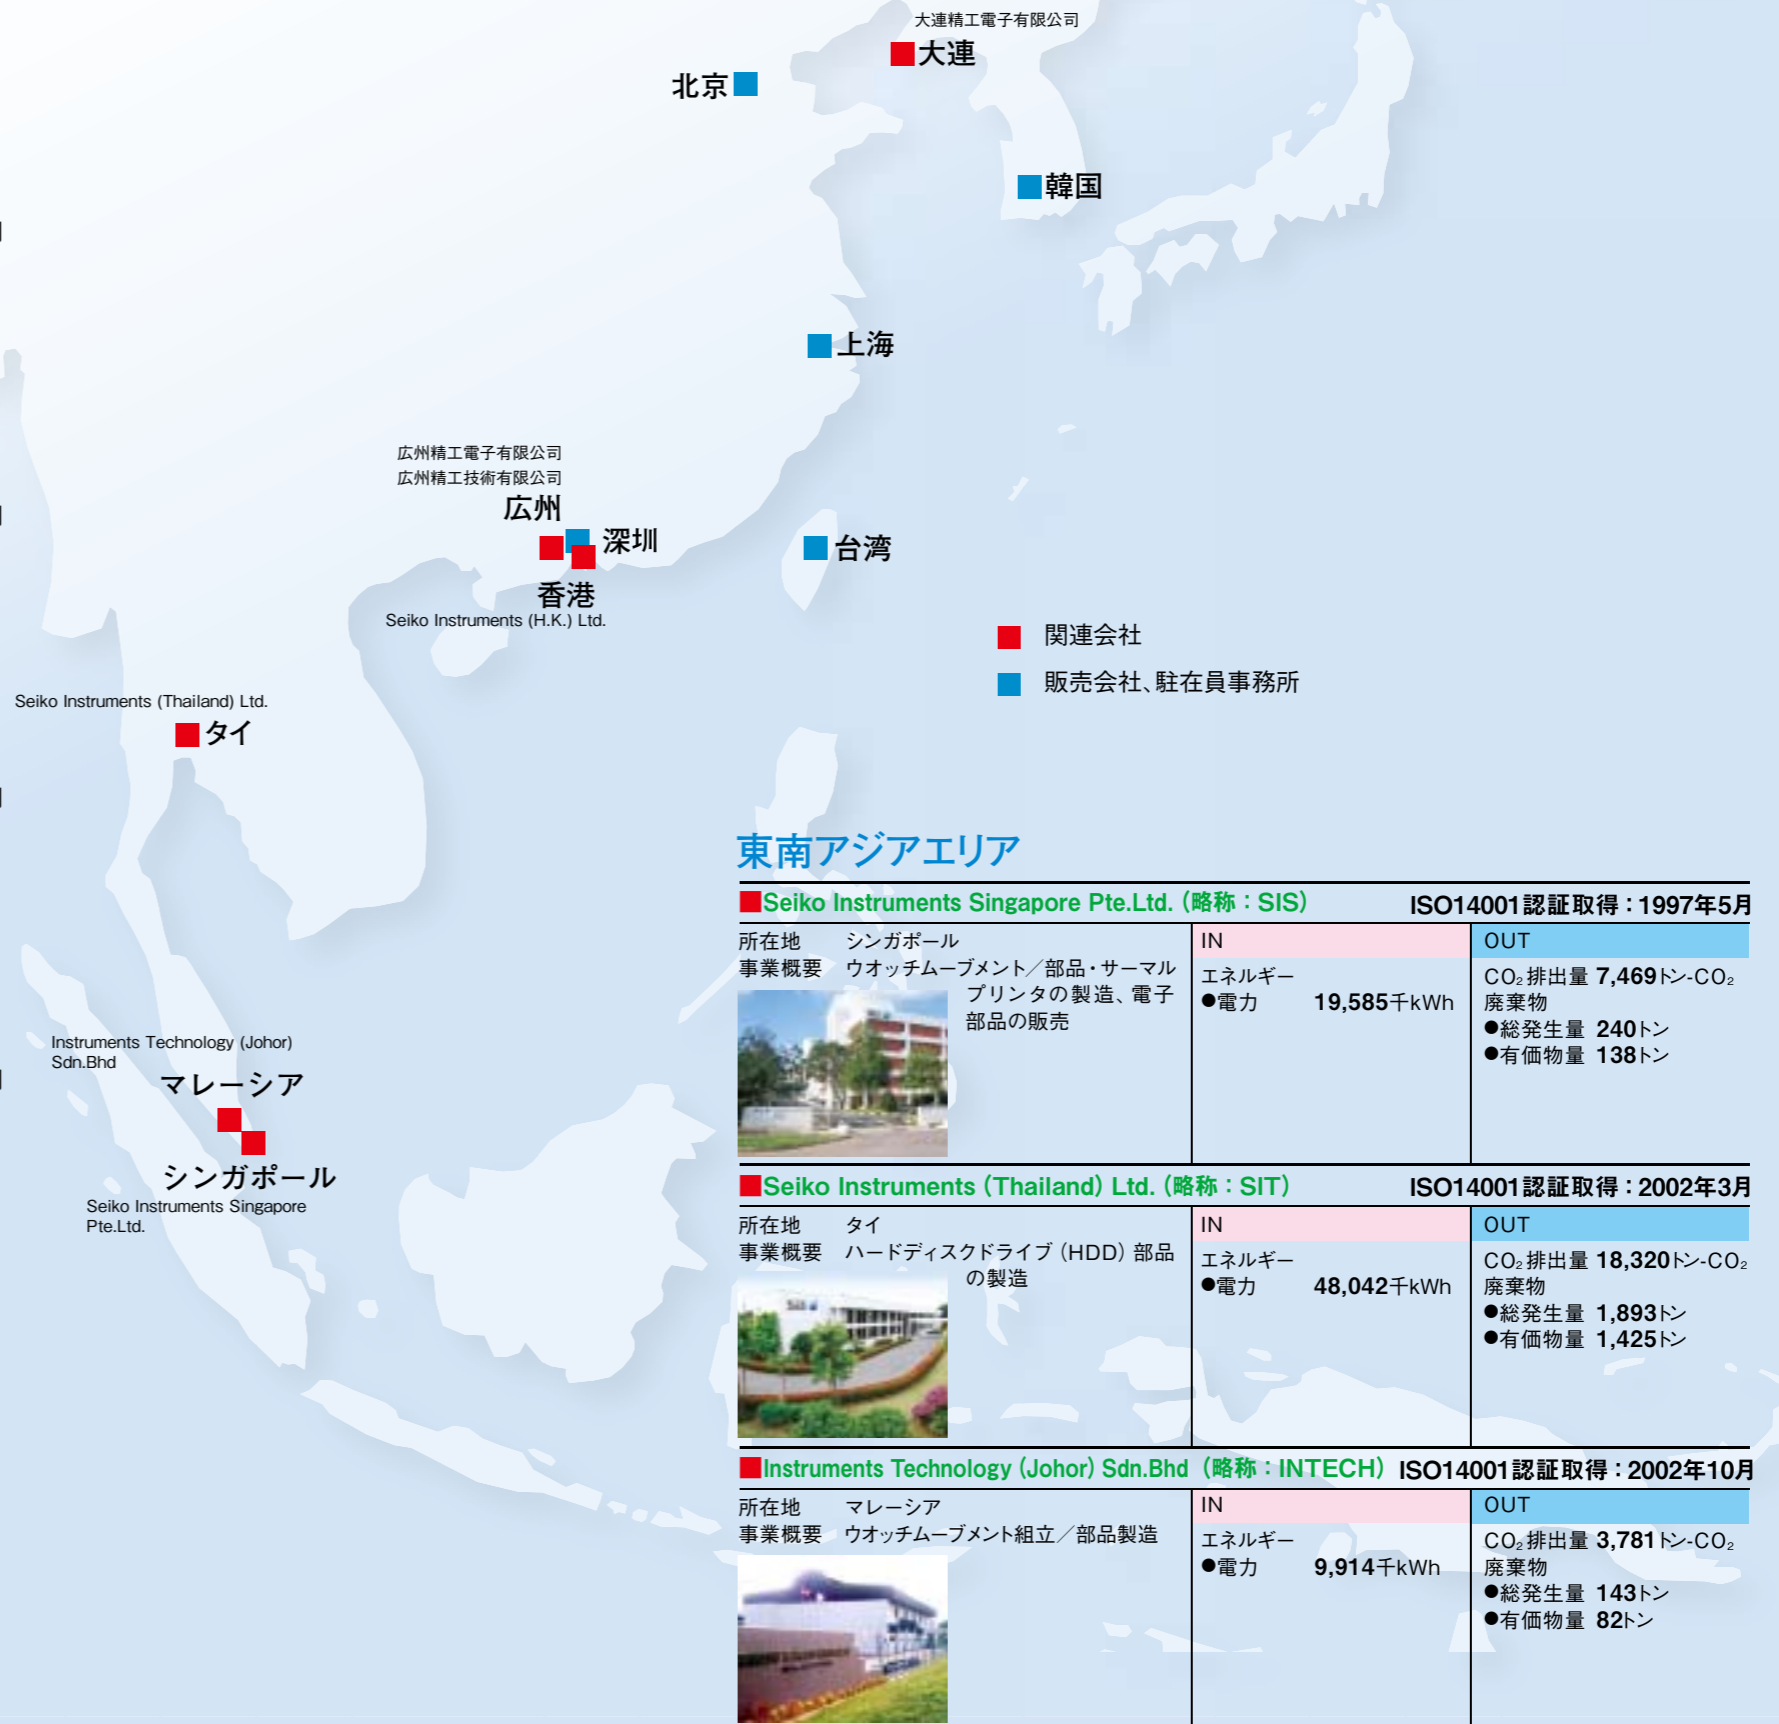 大連精工電子有限公司
大連
北京
韓国
上海
広州精工電子有限公司
広州精工技術有限公司
広州
深圳
台湾
香港
Seiko Instruments (H.K.) Ltd.
関連会社
販売会社、駐在員事務所
Seiko Instruments (Thailand) Ltd.
タイ
Instruments Technology (Johor)
Sdn.Bhd
マレーシア
シンガポール
Seiko Instruments Singapore
Pte.Ltd.
東南アジアエリア
■Seiko Instruments Singapore Pte.Ltd.(略称:SIS) ISO14001認証取得:1997年5月
所在地 シンガポール
事業概要 ウオッチムーブメント/部品・サーマル
プリンタの製造、電子
部品の販売
IN
エネルギー
●電力 19,585千kWh
OUT
CO₂排出量 7,469トン-CO₂
廃棄物
●総発生量 240トン
●有価物量 138トン
■Seiko Instruments (Thailand) Ltd.(略称:SIT) ISO14001認証取得:2002年3月
所在地 タイ
事業概要 ハードディスクドライブ(HDD)部品
の製造
IN
エネルギー
●電力 48,042千kWh
OUT
CO₂排出量 18,320トン-CO₂
廃棄物
●総発生量 1,893トン
●有価物量 1,425トン
■Instruments Technology (Johor) Sdn.Bhd(略称:INTECH) ISO14001認証取得:2002年10月
所在地 マレーシア
事業概要 ウオッチムーブメント組立/部品製造
IN
エネルギー
●電力 9,914千kWh
OUT
CO₂排出量 3,781トン-CO₂
廃棄物
●総発生量 143トン
●有価物量 82トン